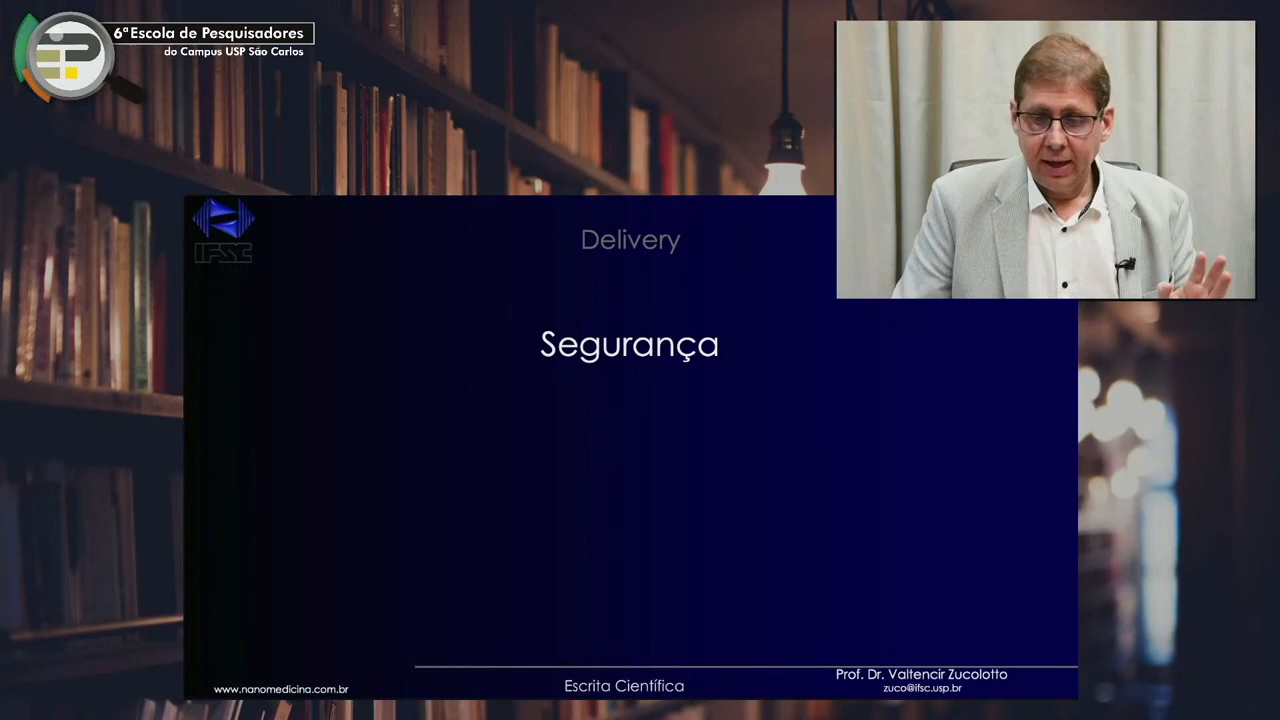 6ª Escola de Pesquisadores
do Campus USP São Carlos
IFSC
Delivery
Segurança
Prof. Dr. Valtencir Zucolotto
www.nanomedicina.com.br
Escrita Científica
zuco@ifsc.usp.br